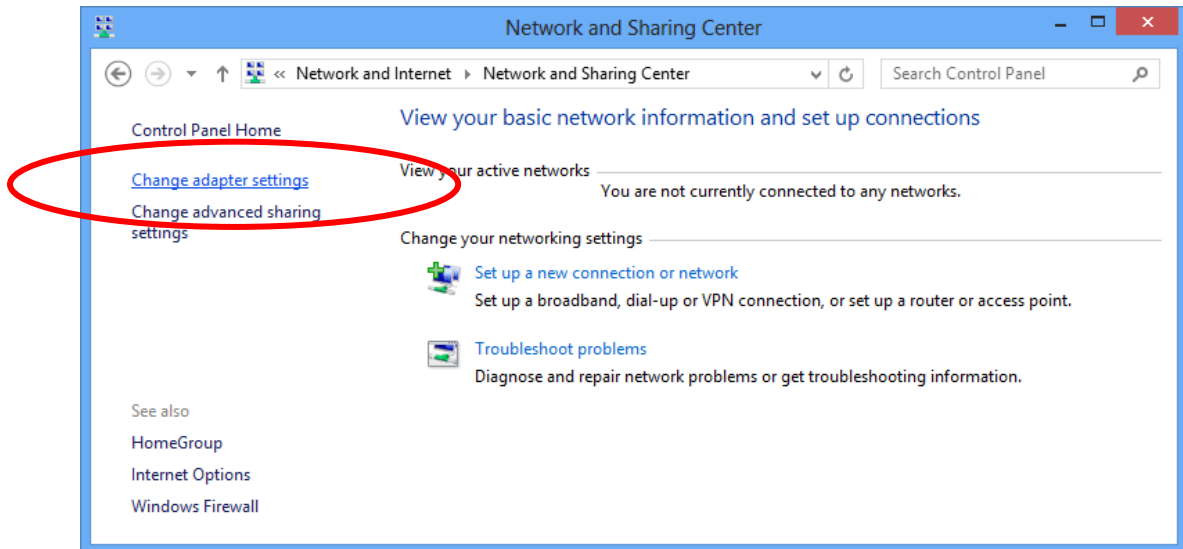 Network and Sharing Center
« Network and Internet Network and Sharing Center
Search Control Panel
Control Panel Home
Change adapter settings
Change advanced sharing
settings
View your basic network information and set up connections
View your active networks
You are not currently connected to any networks.
Change your networking settings
Set up a new connection or network
Set up a broadband, dial-up or VPN connection, or set up a router or access point.
Troubleshoot problems
Diagnose and repair network problems or get troubleshooting information.
See also
HomeGroup
Internet Options
Windows Firewall